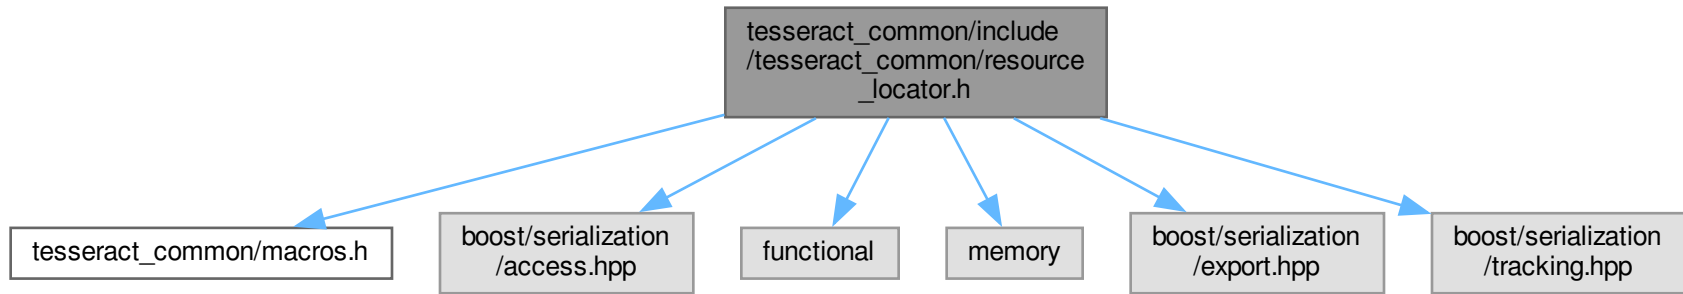 tesseract_common/include
/tesseract_common/resource
_locator.h
tesseract_common/macros.h
boost/serialization
/access.hpp
functional
memory
boost/serialization
/export.hpp
boost/serialization
/tracking.hpp